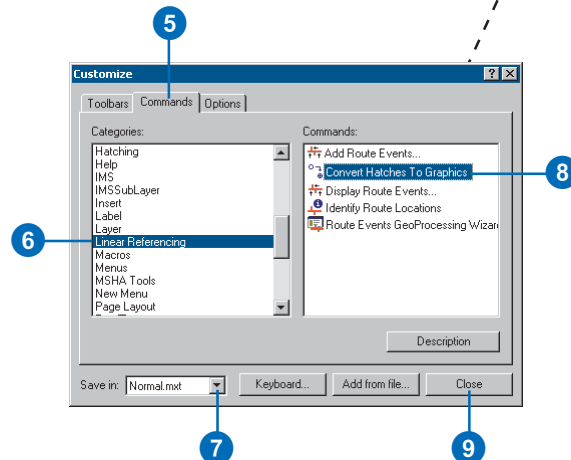 5
Customize
Toolbars Commands Options
Categories:
Hatching
Help
IMS
IMSSubLayer
Insert
Label
Layer
Linear Referencing
Macros
Menus
MSHA Tools
New Menu
Page Layout
Commands:
Add Route Events...
Convert Hatches To Graphics
Display Route Events...
Identify Route Locations
Route Events GeoProcessing Wizar
8
6
Description
Save in: Normal.mxt Keyboard... Add from file... Close
7
9